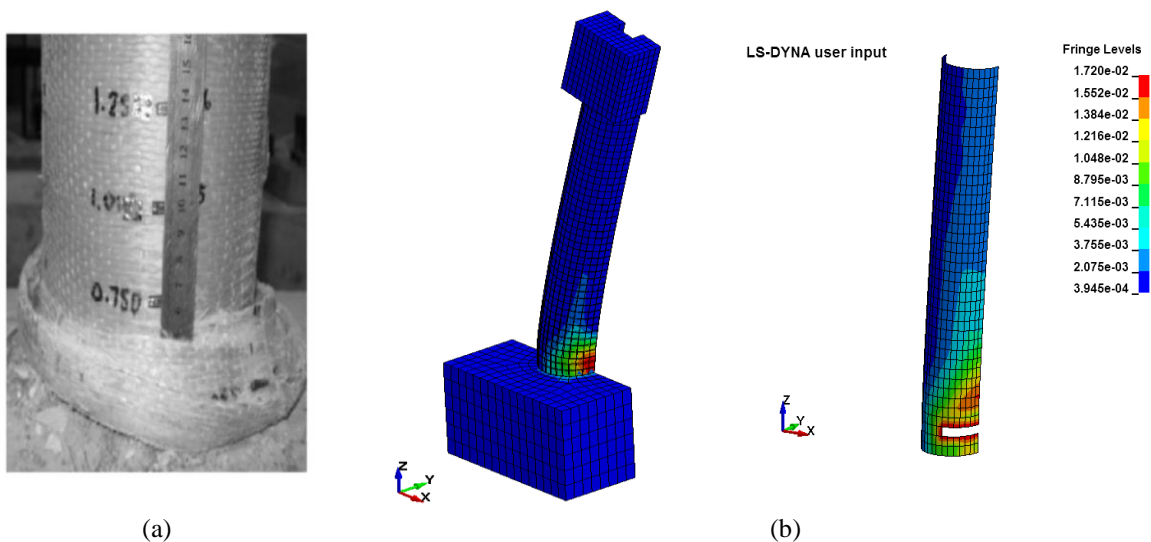 1.25
0.750
LS-DYNA user input
Fringe Levels
1.720e-02
1.552e-02
1.384e-02
1.216e-02
1.048e-02
8.795e-03
7.115e-03
5.435e-03
3.755e-03
2.075e-03
3.945e-04
Z
Y
X
Z
Y
X
(a)
(b)